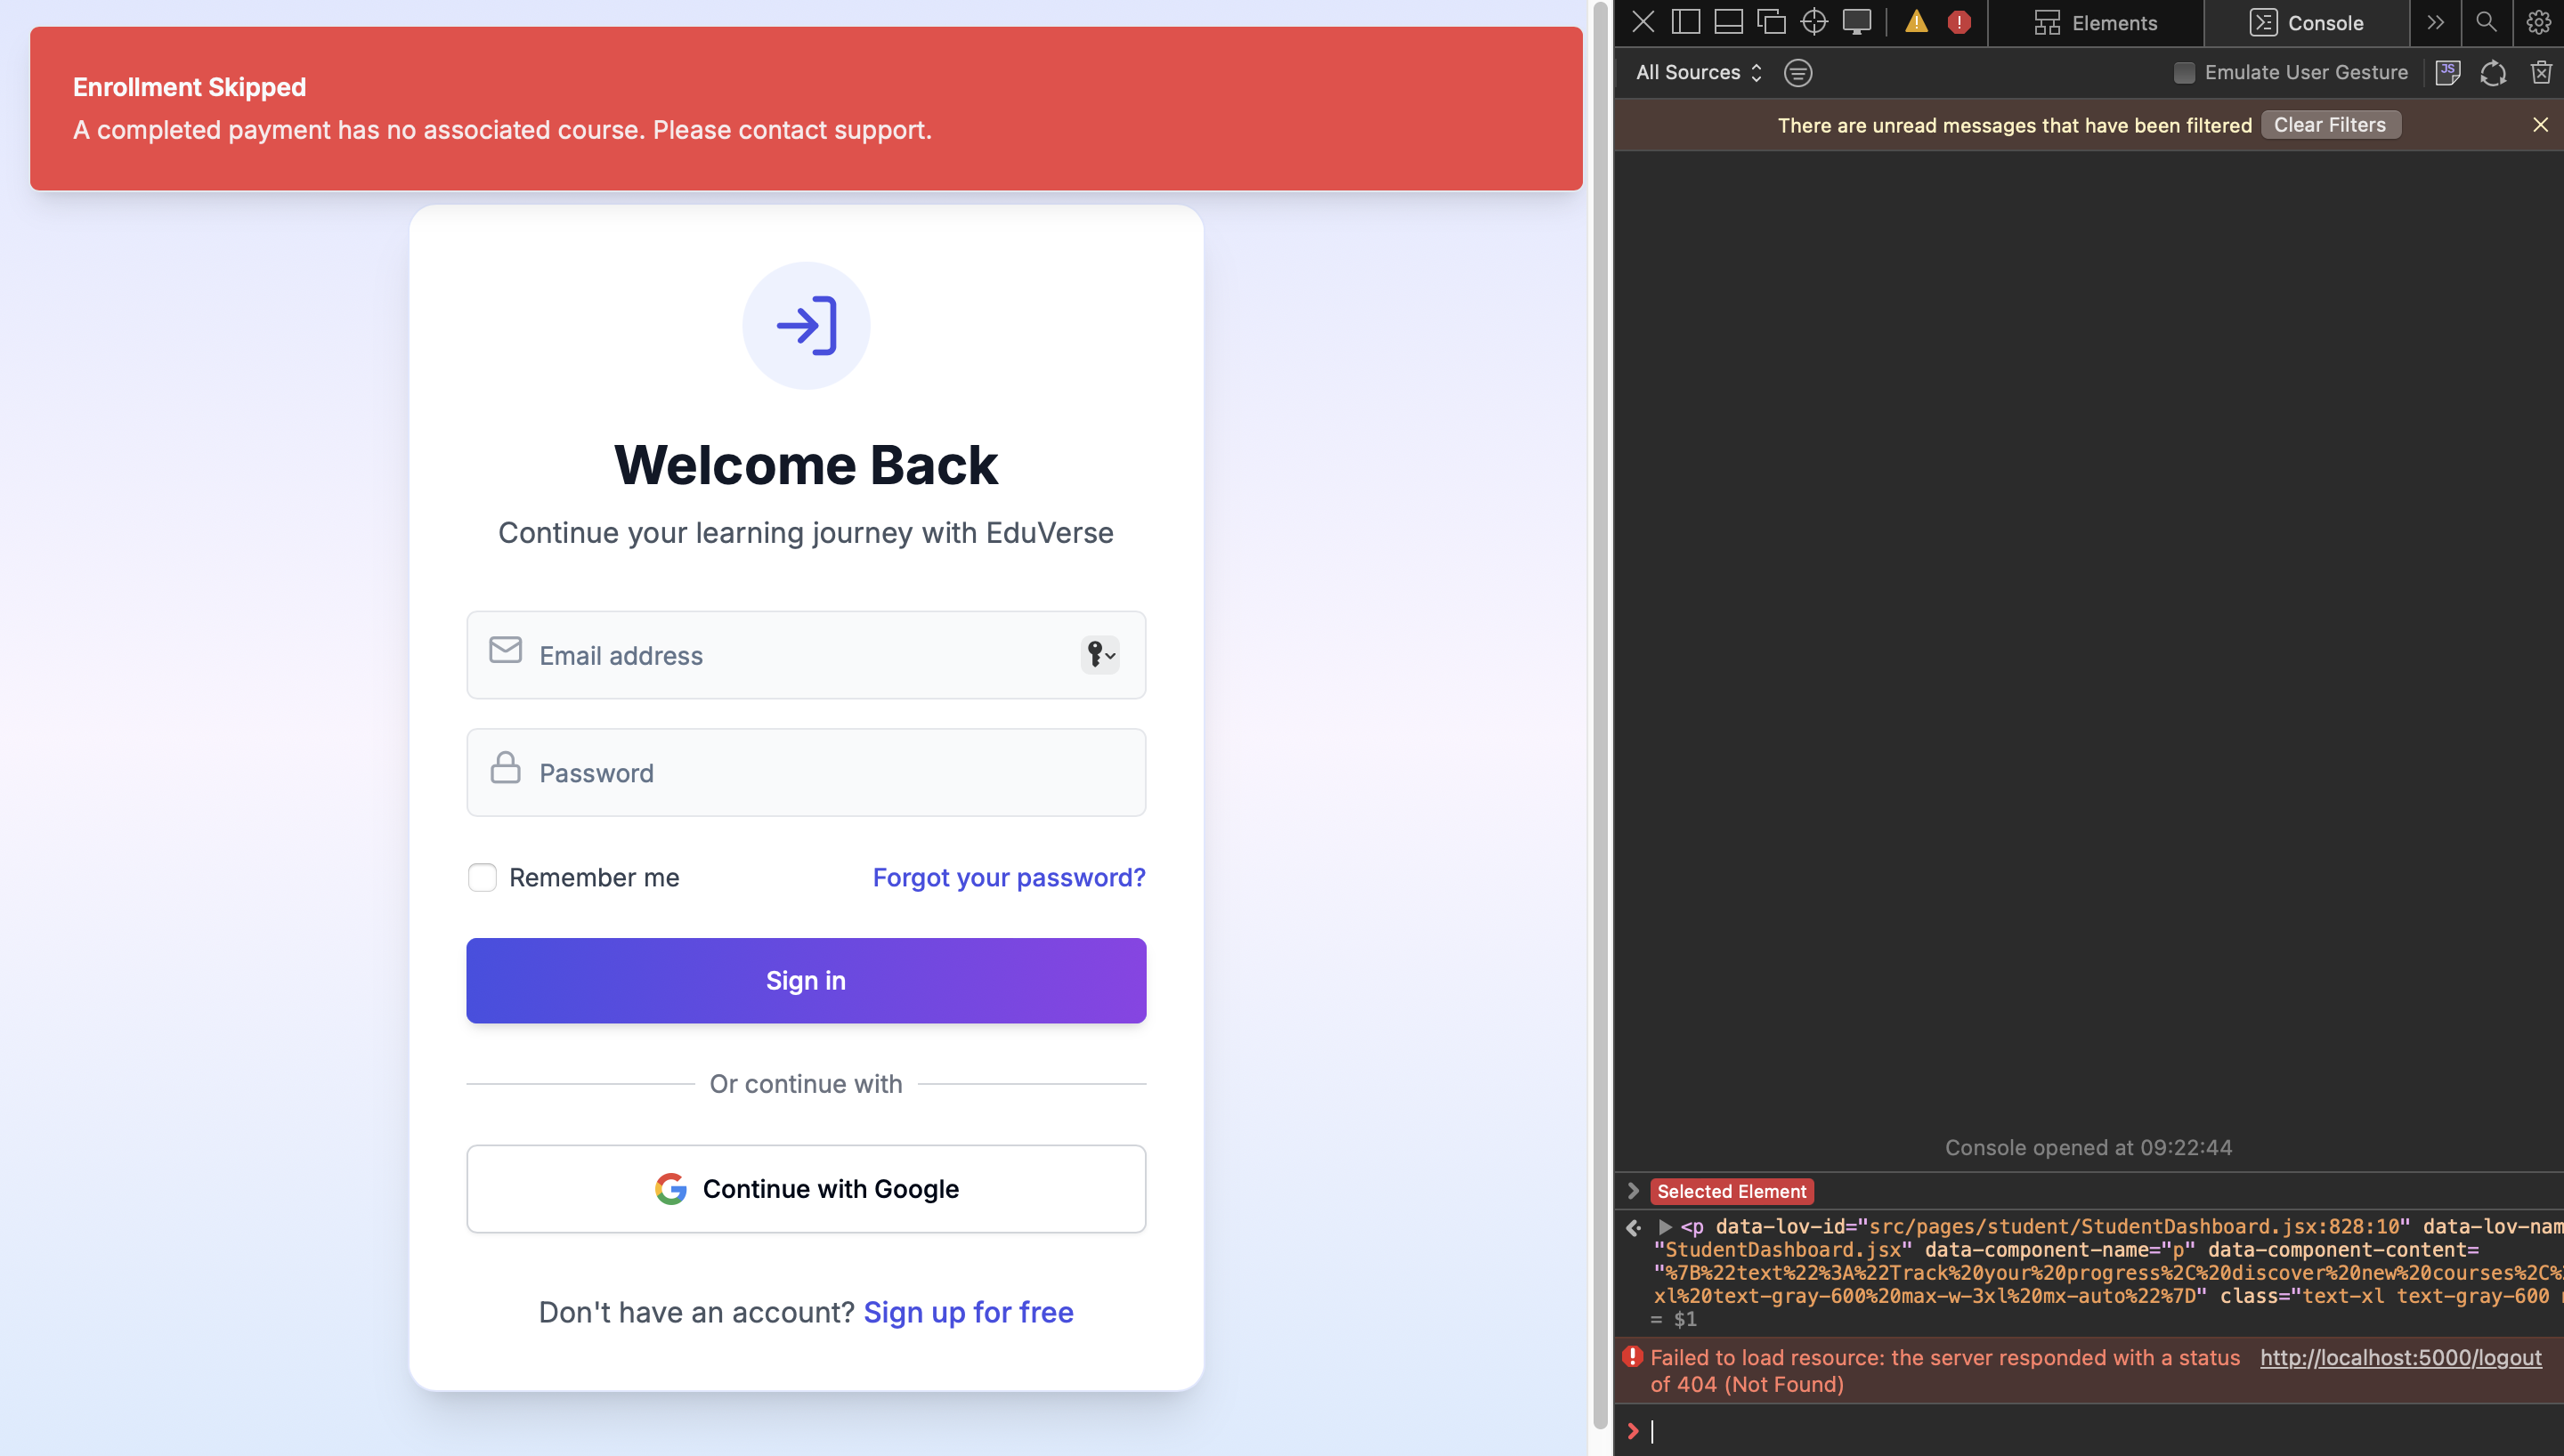 Enrollment Skipped
A completed payment has no associated course. Please contact support.
Welcome Back
Continue your learning journey with EduVerse
Email address
Password
Remember me
Forgot your password?
Sign in
Or continue with
Continue with Google
Don't have an account? Sign up for free
Elements
Console
All Sources
Emulate User Gesture
JS
There are unread messages that have been filtered
Clear Filters
Console opened at 09:22:44
Selected Element
<p data-lov-id="src/pages/student/StudentDashboard.jsx:828:10" data-lov-nam
"StudentDashboard.jsx" data-component-name="p" data-component-content=
"%7B%22text%22%3A%22Track%20your%20progress%2C%20discover%20new%20courses%2C%
xl%20text-gray-600%20max-w-3xl%20mx-auto%22%7D" class="text-xl text-gray-600
= $1
Failed to load resource: the server responded with a status http://localhost:5000/logout
of 404 (Not Found)